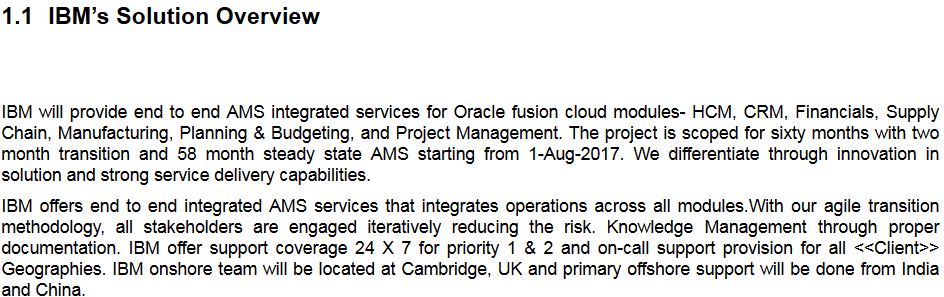 1.1 IBM’s Solution Overview
IBM will provide end to end AMS integrated services for Oracle fusion cloud modules- HCM, CRM, Financials, Supply
Chain, Manufacturing, Planning & Budgeting, and Project Management. The project is scoped for sixty months with two
month transition and 58 month steady state AMS starting from 1-Aug-2017. We differentiate through innovation in
solution and strong service delivery capabilities.
IBM offers end to end integrated AMS services that integrates operations across all modules.With our agile transition
methodology, all stakeholders are engaged iteratively reducing the risk. Knowledge Management through proper
documentation. IBM offer support coverage 24 X 7 for priority 1 & 2 and on-call support provision for all <<Client>>
Geographies. IBM onshore team will be located at Cambridge, UK and primary offshore support will be done from India
and China.